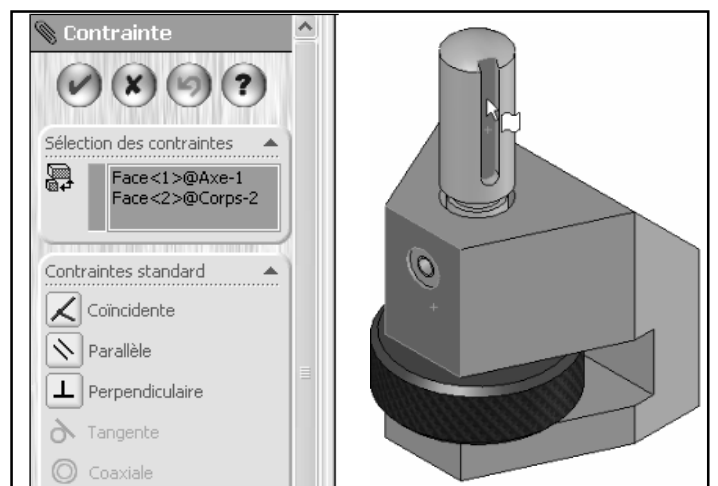 Contrainte
?
Sélection des contraintes
Face<1>@Axe-1
Face<2>@Corps-2
Contraintes standard
Coïncidente
Parallèle
Perpendiculaire
Tangente
Coaxiale